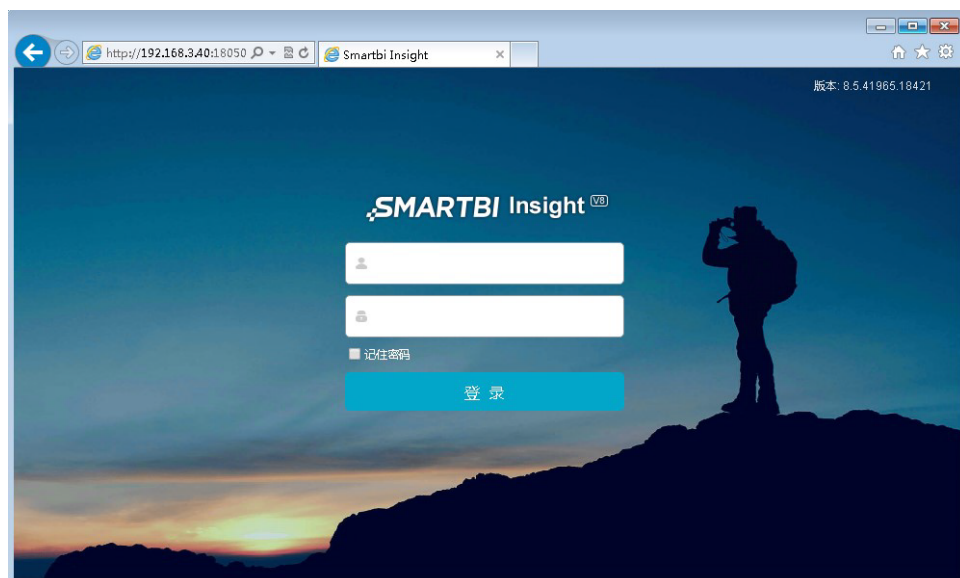 http://192.168.3.40:18050
Smartbi Insight
版本: 8.5.41965.18421
SMARTBI Insight V8
记住密码
登 录